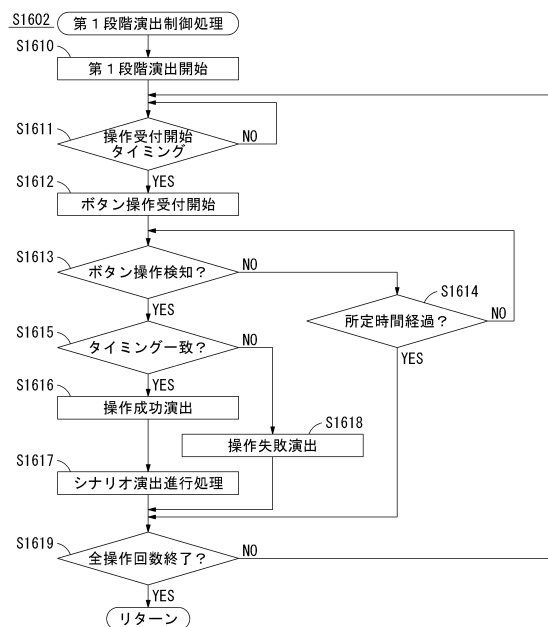 S1602
第1段階演出制御処理
S1610
第1段階演出開始
S1611
操作受付開始
タイミング
NO
YES
S1612
ボタン操作受付開始
S1613
ボタン操作検知?
NO
YES
S1614
所定時間経過?
NO
YES
S1615
タイミング一致?
NO
YES
S1616
操作成功演出
S1618
操作失敗演出
S1617
シナリオ演出進行処理
S1619
全操作回数終了?
NO
YES
リターン